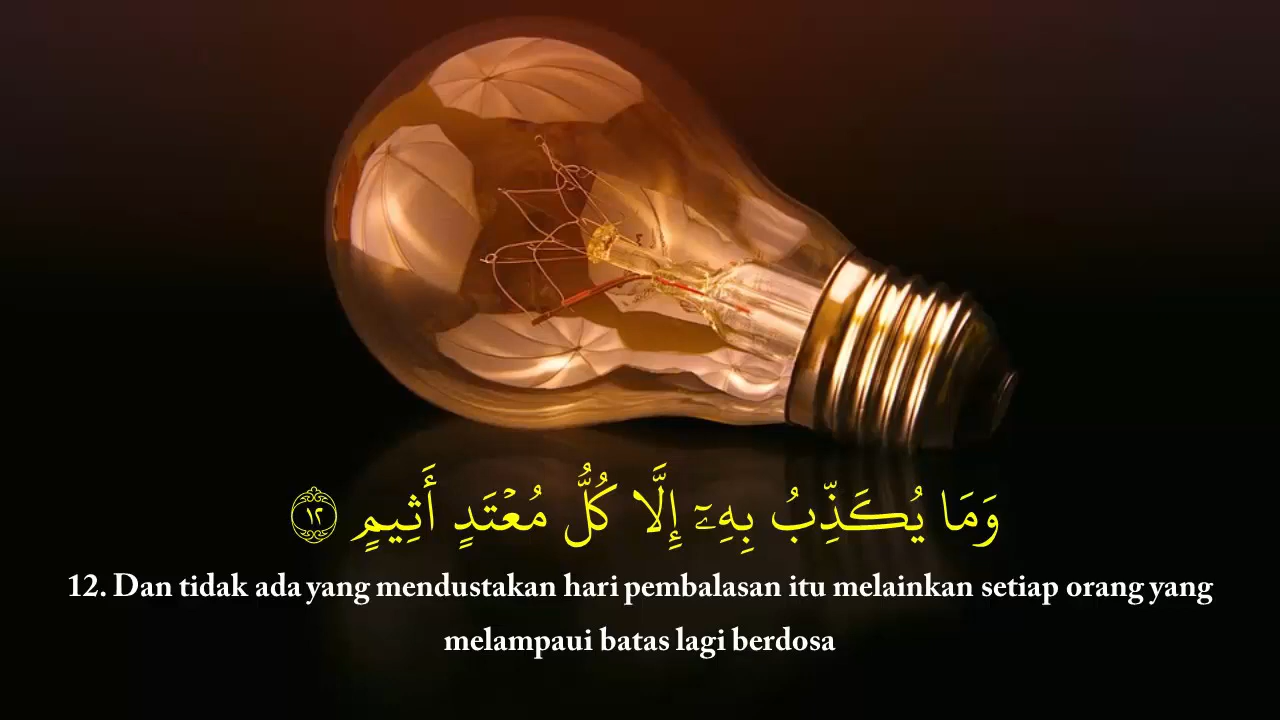 وَمَا يُكَذِّبُ بِهِۦٓ إِلَّا كُلُّ مُعْتَدٍ أَثِيمٍ ١٢
12. Dan tidak ada yang mendustakan hari pembalasan itu melainkan setiap orang yang
melampaui batas lagi berdosa